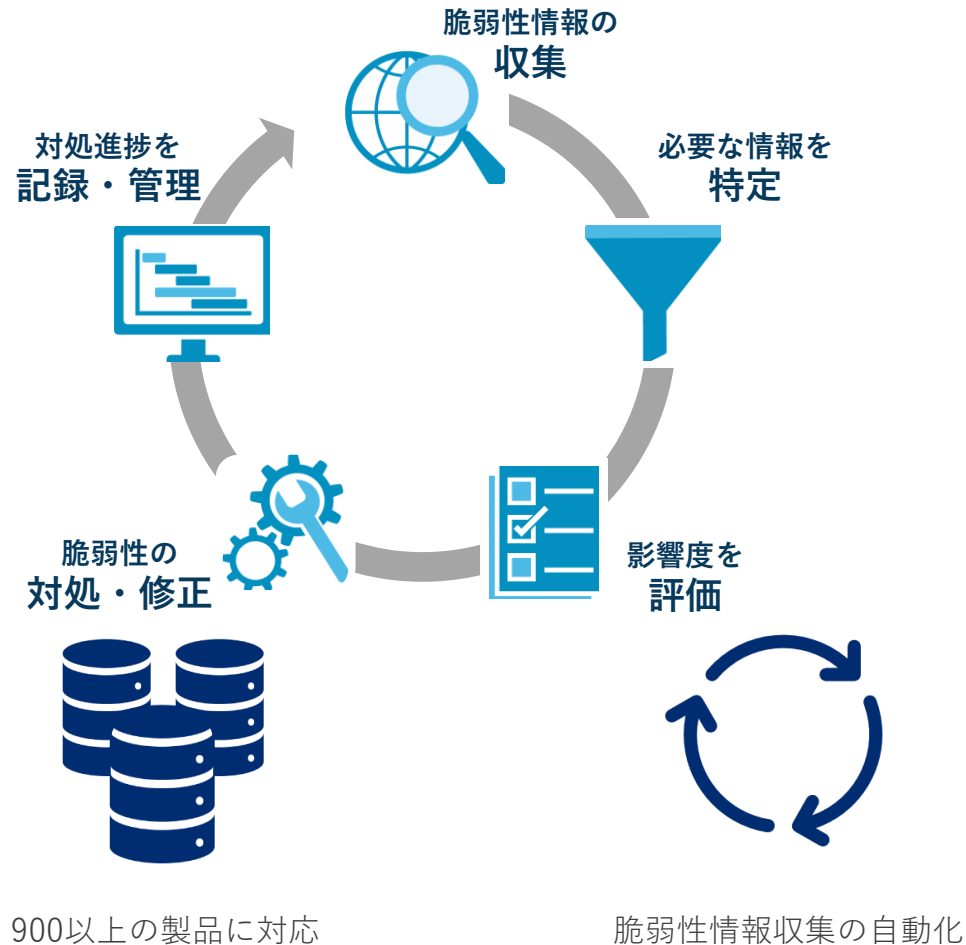 脆弱性情報の
収集
必要な情報を
特定
影響度を
評価
脆弱性の
対処・修正
対処進捗を
記録・管理
900以上の製品に対応
脆弱性情報収集の自動化